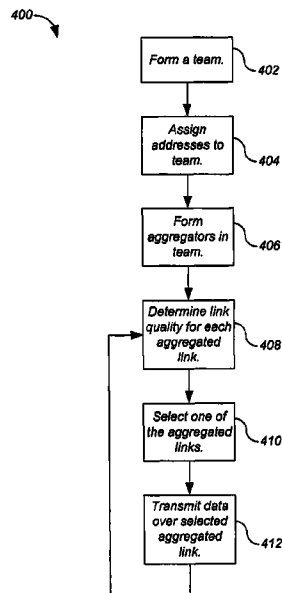 400
Form a team.
402
Assign
addresses to
team.
404
Form
aggregators in
team.
406
Determine link
quality for each
aggregated
link.
408
Select one of
the aggregated
links.
410
Transmit data
over selected
aggregated
link.
412